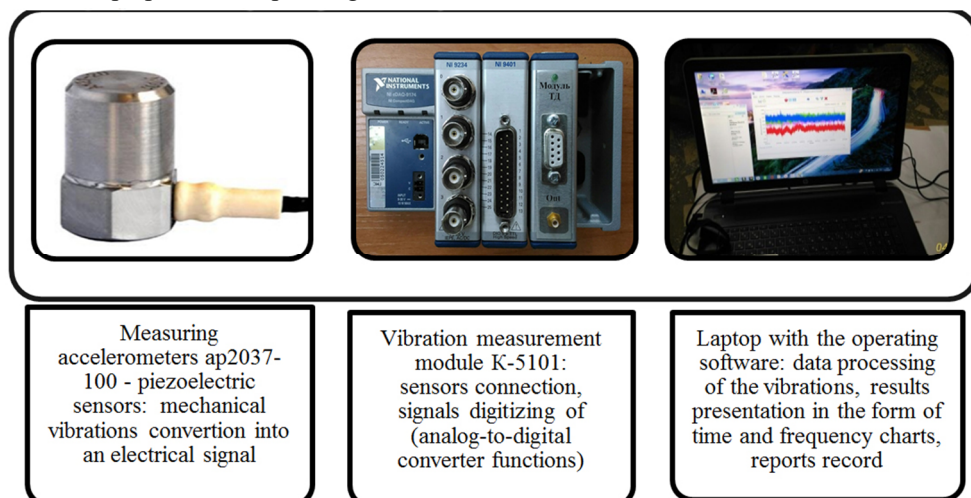 NATIONAL
INSTRUMENTS
NI 9234
NI 9401
Модуль
ТД
Out
04
Measuring
accelerometers ap2037-
100 - piezoelectric
sensors: mechanical
vibrations convertion into
an electrical signal
Vibration measurement
module K-5101:
sensors connection,
signals digitizing of
(analog-to-digital
converter functions)
Laptop with the operating
software: data processing
of the vibrations, results
presentation in the form of
time and frequency charts,
reports record